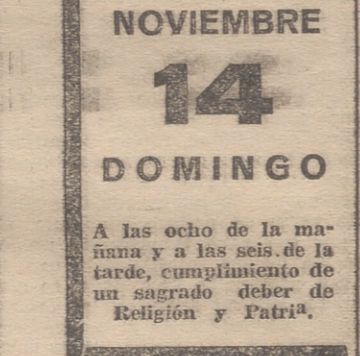 NOVIEMBRE
14
DOMINGO
A las ocho de la ma-
ñana y a las seis.de la
tarde, cumplimiento de
un sagrado deber de
Religión y Patriª.